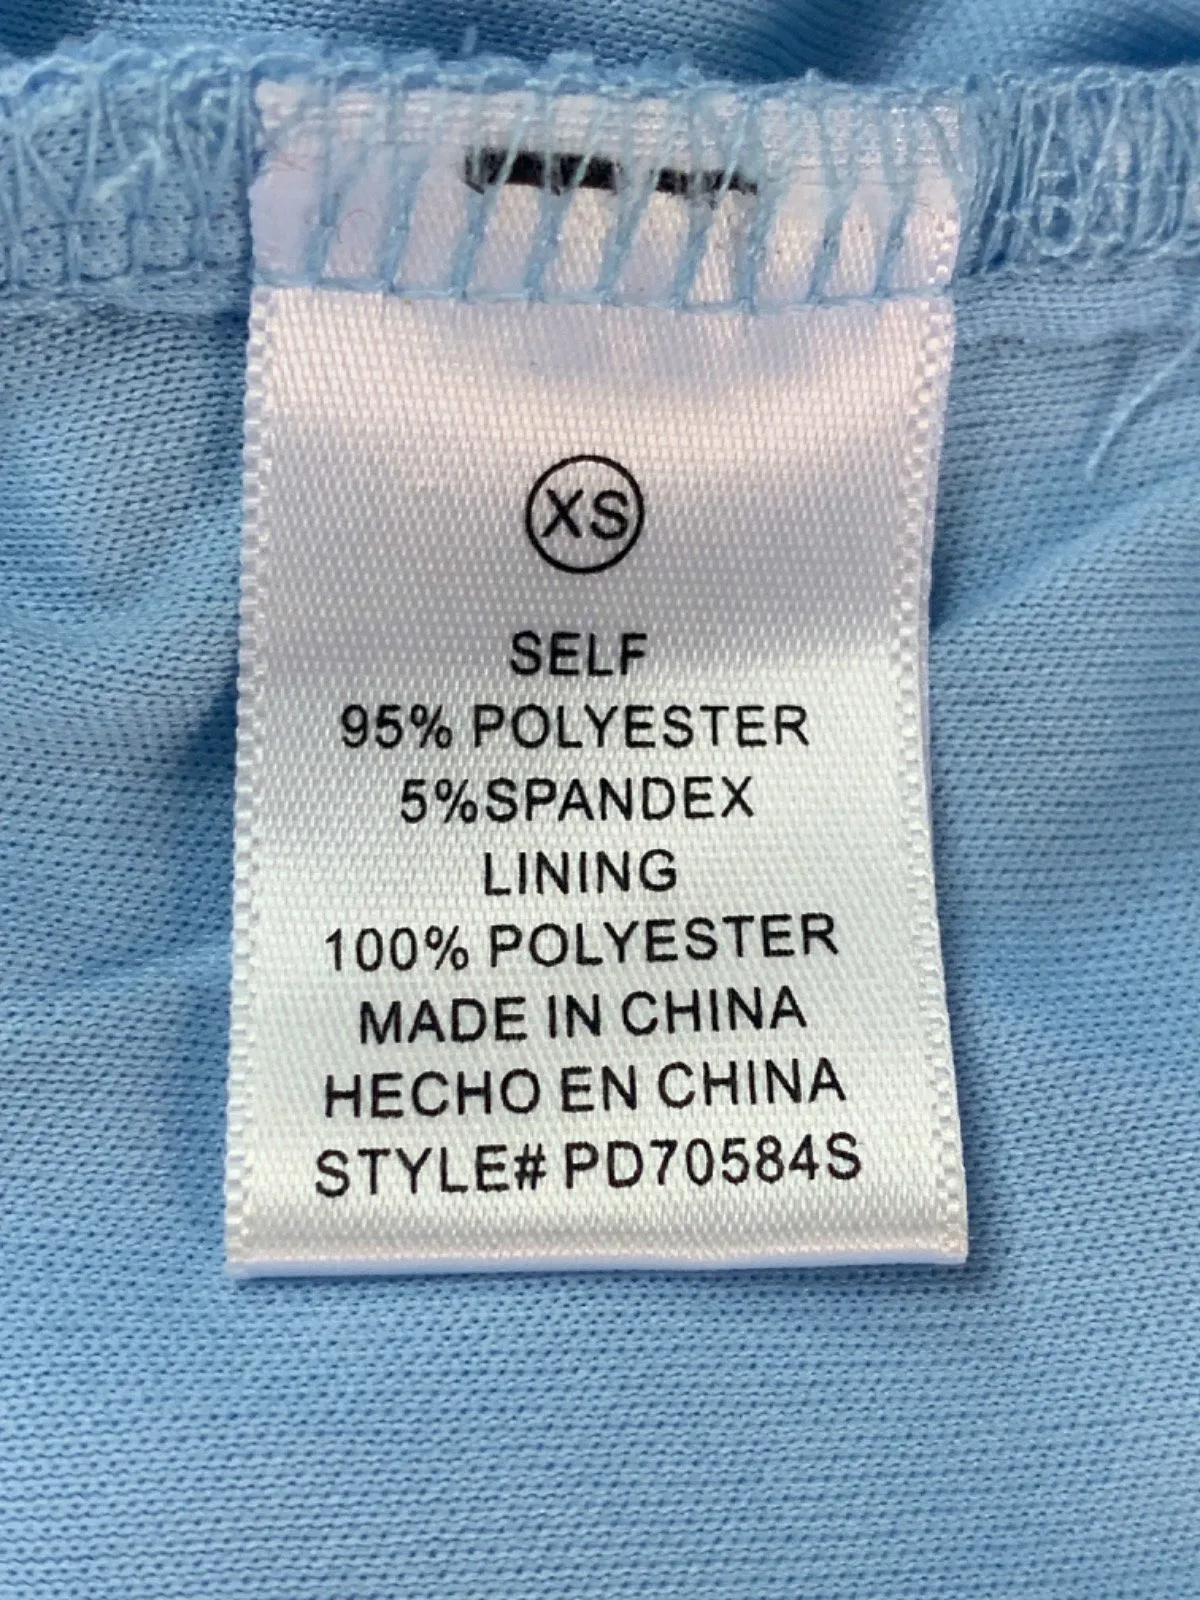 XS
SELF
95% POLYESTER
5%SPANDEX
LINING
100% POLYESTER
MADE IN CHINA
HECHO EN CHINA
STYLE# PD70584S